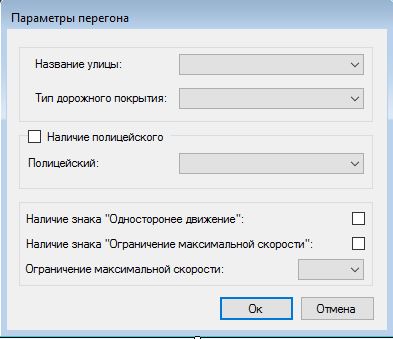 Параметры перегона
Название улицы:
Тип дорожного покрытия:
Наличие полицейского
Полицейский:
Наличие знака "Одностороннее движение":
Наличие знака "Ограничение максимальной скорости":
Ограничение максимальной скорости:
Ок
Отмена